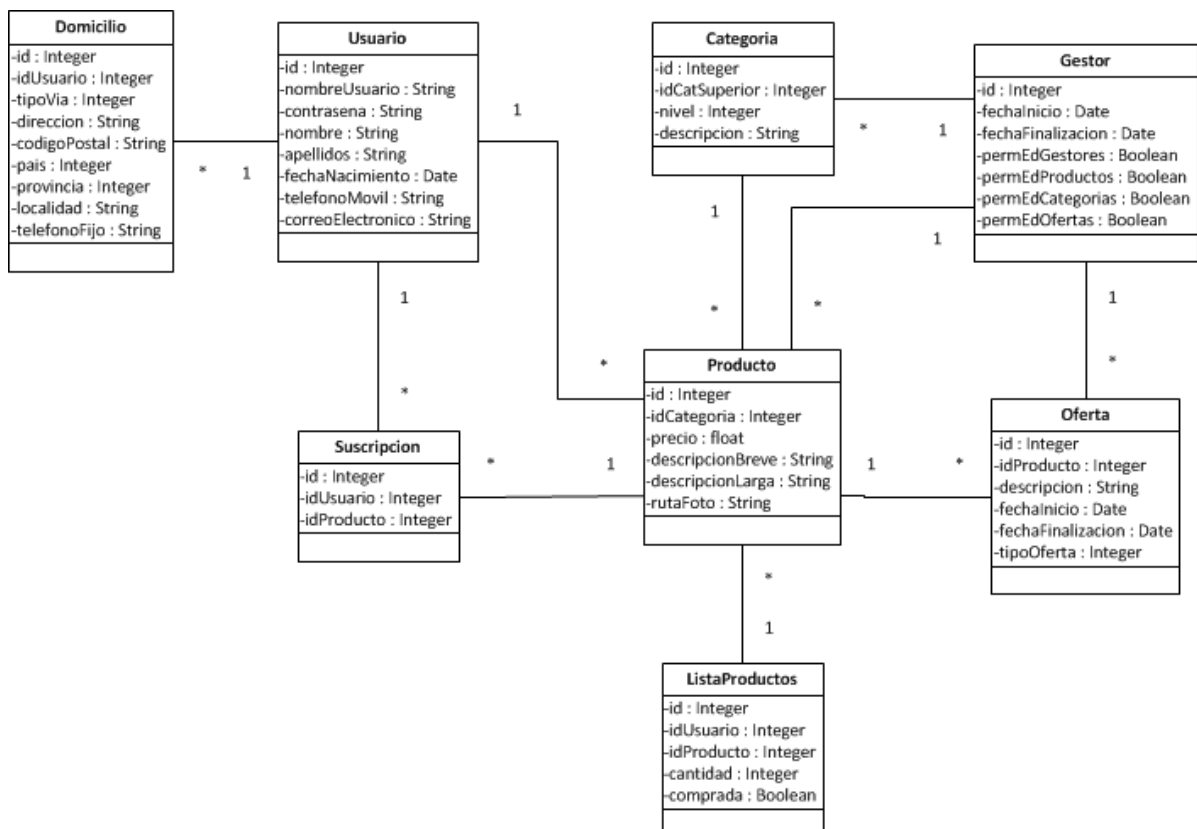 Domicilio
-id : Integer
-idUsuario : Integer
-tipoVia : Integer
-direccion : String
-codigoPostal : String
-pais : Integer
-provincia : Integer
-localidad : String
-telefonoFijo : String
* 1
Usuario
-id : Integer
-nombreUsuario : String
-contrasena : String
-nombre : String
-apellidos : String
-fechaNacimiento : Date
-telefonoMovil : String
-correoElectronico : String
1
*
1
*
Categoria
-id : Integer
-idCatSuperior : Integer
-nivel : Integer
-descripcion : String
* 1
1
*
Gestor
-id : Integer
-fechaInicio : Date
-fechaFinalizacion : Date
-permEdGestores : Boolean
-permEdProductos : Boolean
-permEdCategorias : Boolean
-permEdOfertas : Boolean
1
*
1
*
Suscripcion
-id : Integer
-idUsuario : Integer
-idProducto : Integer
* 1
Producto
-id : Integer
-idCategoria : Integer
-precio : float
-descripcionBreve : String
-descripcionLarga : String
-rutaFoto : String
1 *
Oferta
-id : Integer
-idProducto : Integer
-descripcion : String
-fechaInicio : Date
-fechaFinalizacion : Date
-tipoOferta : Integer
*
1
ListaProductos
-id : Integer
-idUsuario : Integer
-idProducto : Integer
-cantidad : Integer
-comprada : Boolean